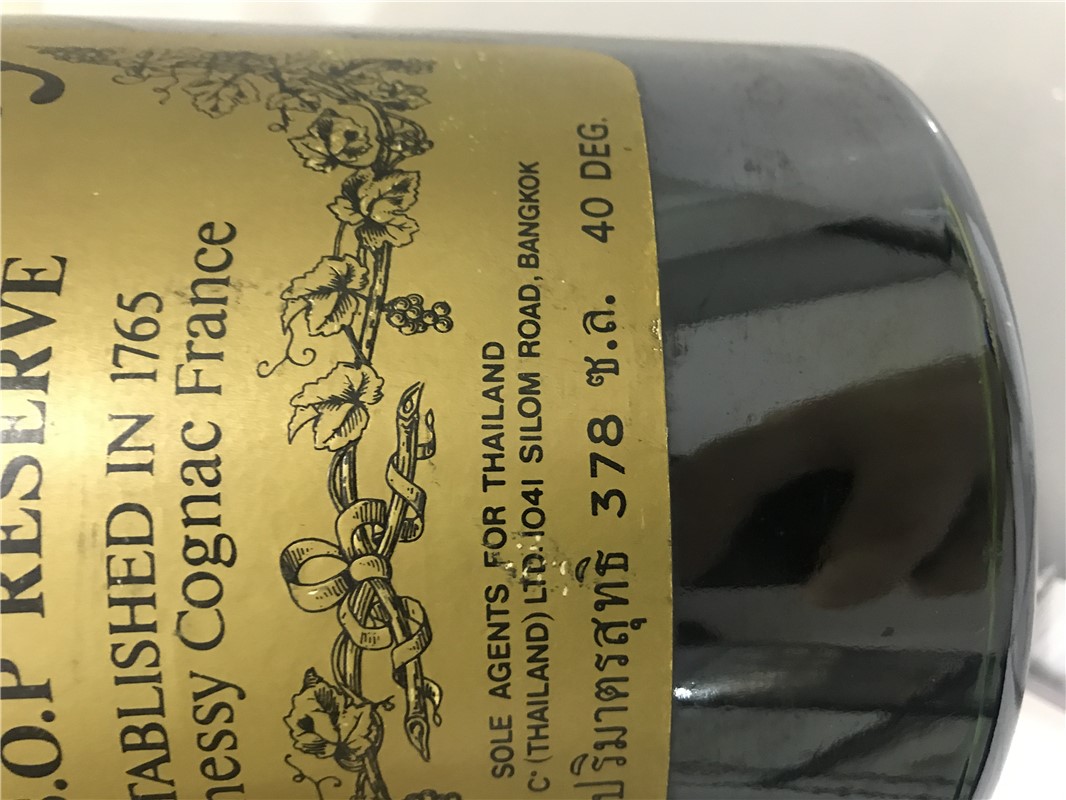 S.O.P RESERVE
TABLISHED IN 1765
nessy Cognac France
SOLE AGENTS FOR THAILAND
Cº (THAILAND) LTD. 1041 SILOM ROAD, BANGKOK
ปริมาตรสุทธิ 378 ซ.ล. 40 DEG.